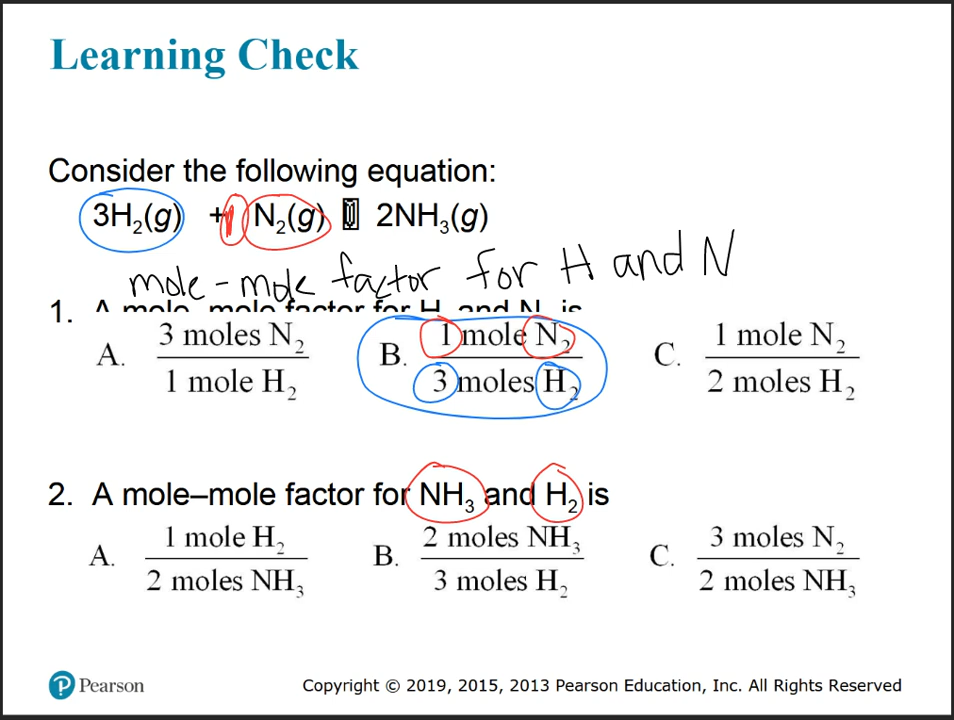 Learning Check
Consider the following equation:
3H₂(g) + 1 N₂(g) 2NH₃(g)
mole-mole factor for H and N
1. A mole–mole factor for H and N is
A. 3 moles N₂ / 1 mole H₂ B. 1 mole N₂ / 3 moles H₂ C. 1 mole N₂ / 2 moles H₂
2. A mole–mole factor for NH₃ and H₂ is
A. 1 mole H₂ / 2 moles NH₃ B. 2 moles NH₃ / 3 moles H₂ C. 3 moles N₂ / 2 moles NH₃
P Pearson
Copyright © 2019, 2015, 2013 Pearson Education, Inc. All Rights Reserved